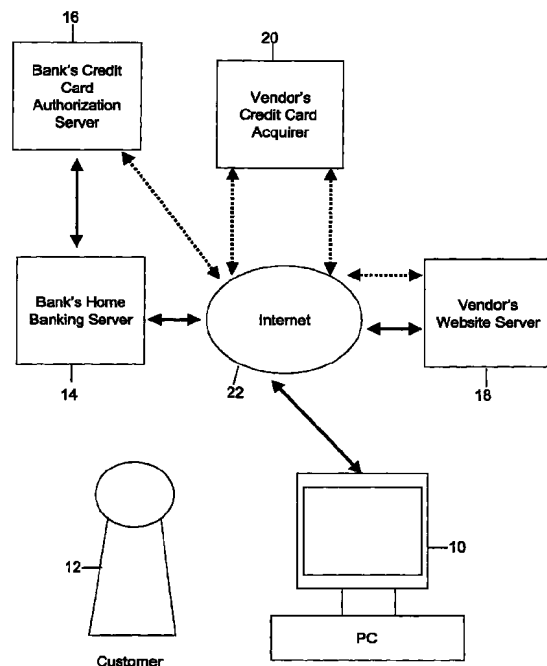 16
20
Bank's Credit
Card
Authorization
Server
Vendor's
Credit Card
Acquirer
Bank's Home
Banking Server
Internet
Vendor's
Website Server
14
22
18
12
10
PC
Customer